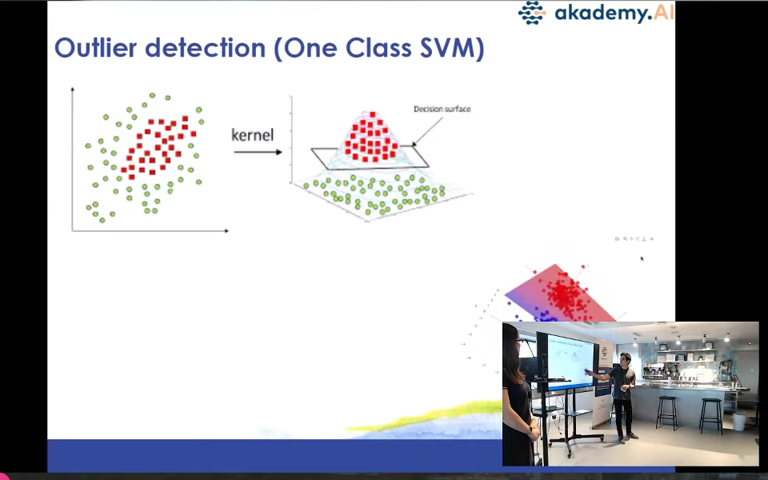 akademy.AI
Outlier detection (One Class SVM)
Decision surface
kernel